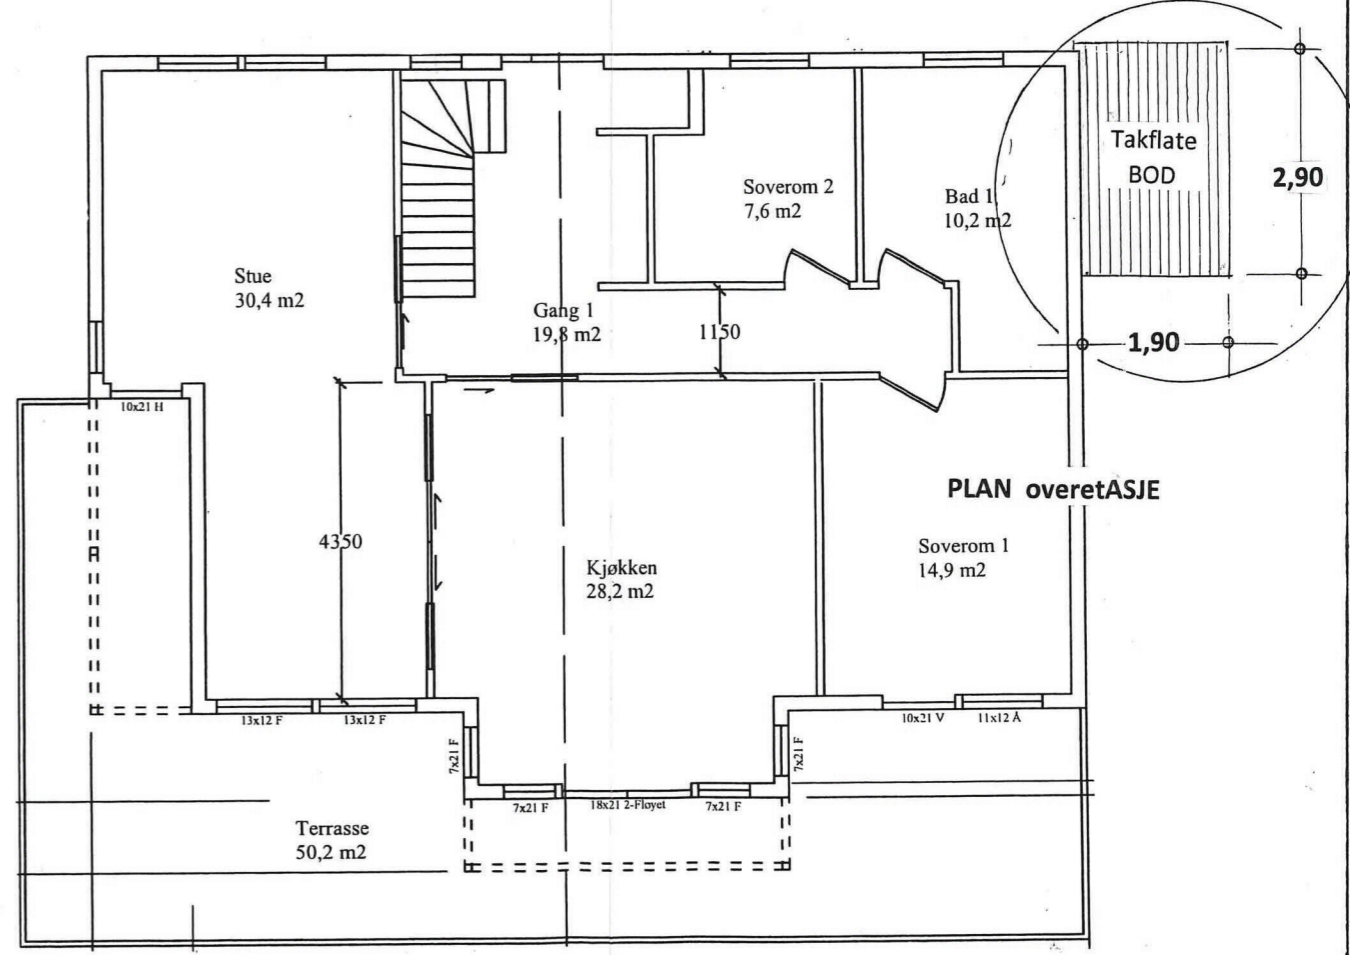 Takflate
BOD
2,90
Soverom 2
7,6 m2
Bad 1
10,2 m2
Stue
30,4 m2
Gang 1
19,8 m2
1150
1,90
10x21 H
PLAN overetASJE
4350
Soverom 1
14,9 m2
Kjøkken
28,2 m2
13x12 F
13x12 F
10x21 V
11x12 Å
7x21 F
7x21 F
7x21 F
18x21 2-Fløyet
7x21 F
Terrasse
50,2 m2